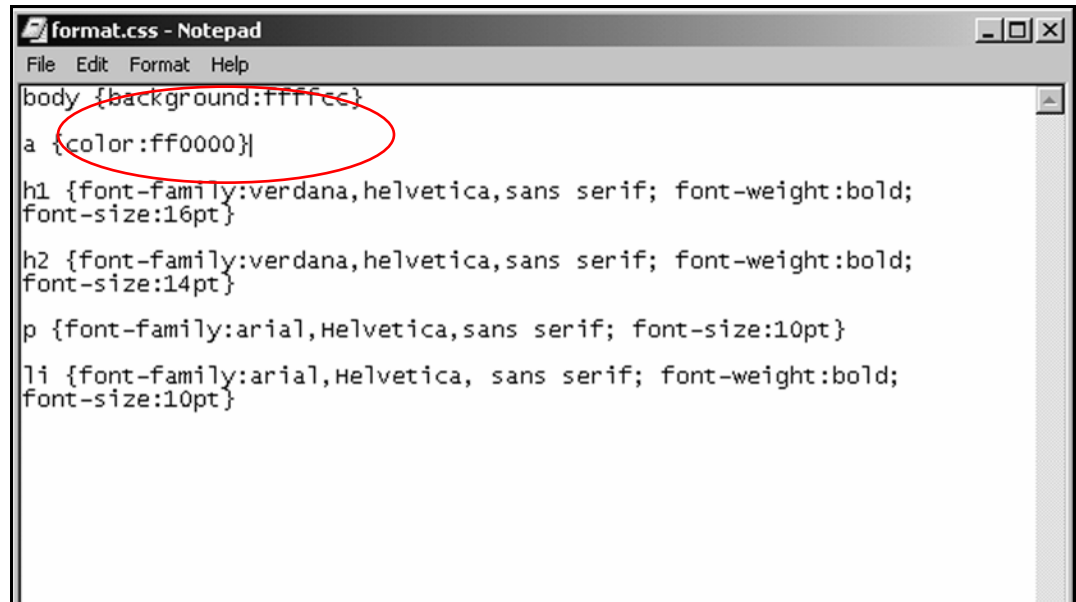 format.css - Notepad
File Edit Format Help
body {background:ffffcc}
a {color:ff0000}
h1 {font-family:verdana,helvetica,sans serif; font-weight:bold;
font-size:16pt}
h2 {font-family:verdana,helvetica,sans serif; font-weight:bold;
font-size:14pt}
p {font-family:arial,Helvetica,sans serif; font-size:10pt}
li {font-family:arial,Helvetica, sans serif; font-weight:bold;
font-size:10pt}